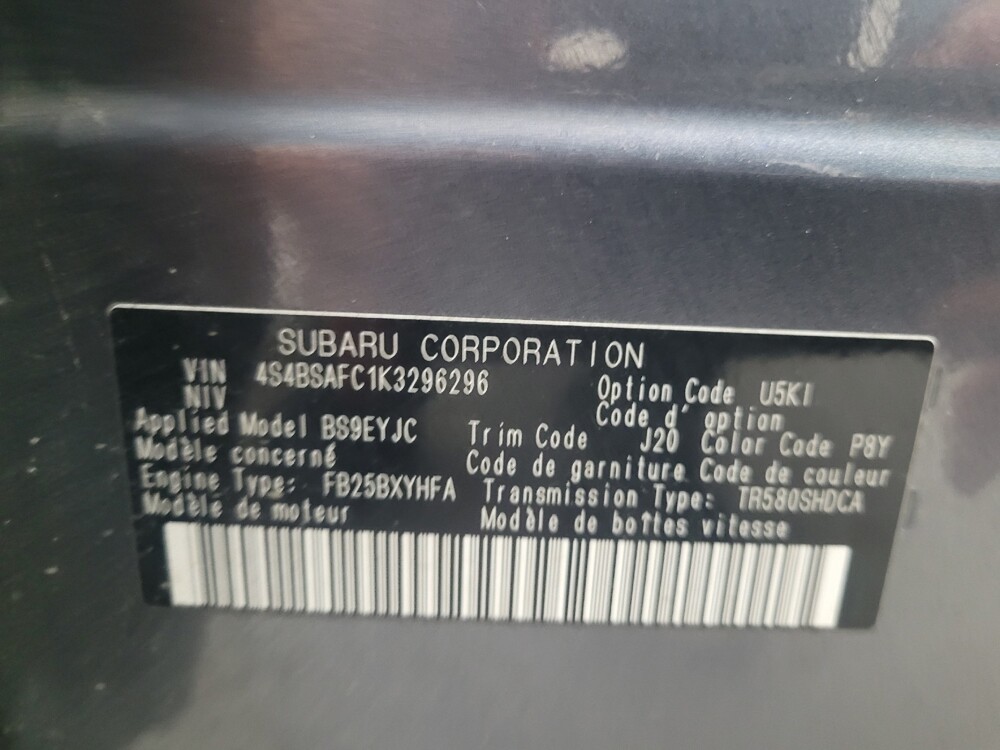 SUBARU CORPORATION
VIN 4S4BSAFC1K3296296 Option Code U5KI
NIV Code d'option
Applied Model BS9EYJC Trim Code J20 Color Code P8Y
Modèle concerné Code de garniture Code de couleur
Engine Type: FB25BXYHFA Transmission Type: TR580SHDCA
Modèle de moteur Modèle de boîtes vitesse